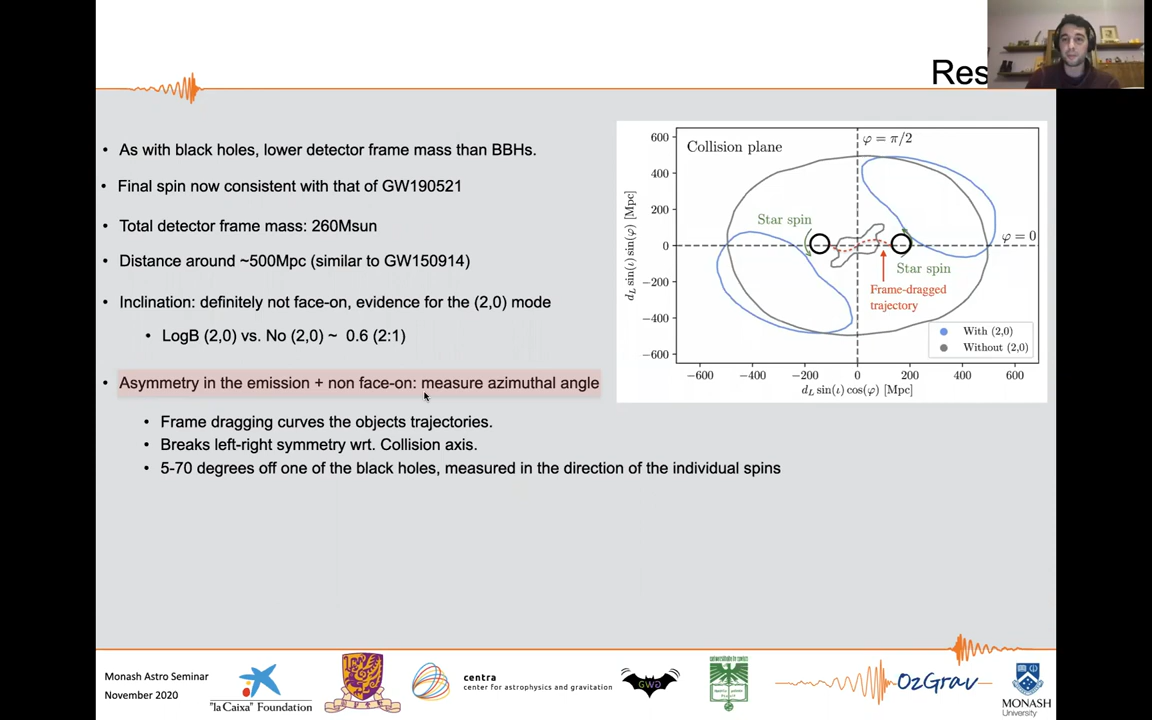 Res
• As with black holes, lower detector frame mass than BBHs.
• Final spin now consistent with that of GW190521
• Total detector frame mass: 260Msun
• Distance around ~500Mpc (similar to GW150914)
• Inclination: definitely not face-on, evidence for the (2,0) mode
• LogB (2,0) vs. No (2,0) ~ 0.6 (2:1)
• Asymmetry in the emission + non face-on: measure azimuthal angle
• Frame dragging curves the objects trajectories.
• Breaks left-right symmetry wrt. Collision axis.
• 5-70 degrees off one of the black holes, measured in the direction of the individual spins
Collision plane
φ = π/2
φ = 0
Star spin
Star spin
Frame-dragged
trajectory
With (2,0)
Without (2,0)
600
400
200
0
−200
−400
−600
d_L sin(ι) sin(φ) [Mpc]
−600 −400 −200 0 200 400 600
d_L sin(ι) cos(φ) [Mpc]
Monash Astro Seminar
November 2020
"la Caixa" Foundation
centra
center for astrophysics and gravitation
GWG
OzGrav
MONASH
University